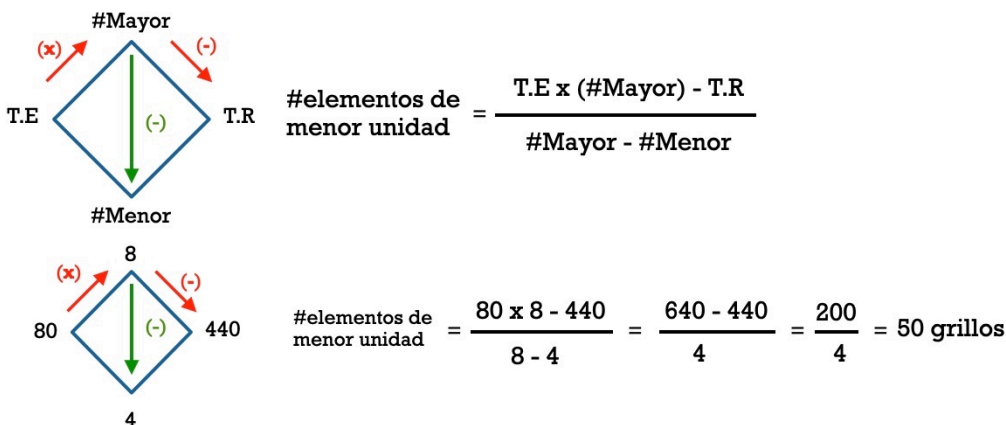 #Mayor
(x)
(-)
T.E
(-)
T.R
#Menor
#elementos de
menor unidad
=
T.E x (#Mayor) - T.R
#Mayor - #Menor
8
(x)
(-)
80
(-)
440
4
#elementos de
menor unidad
= 80 x 8 - 440 = 640 - 440 = 200 = 50 grillos
8 - 4 4 4